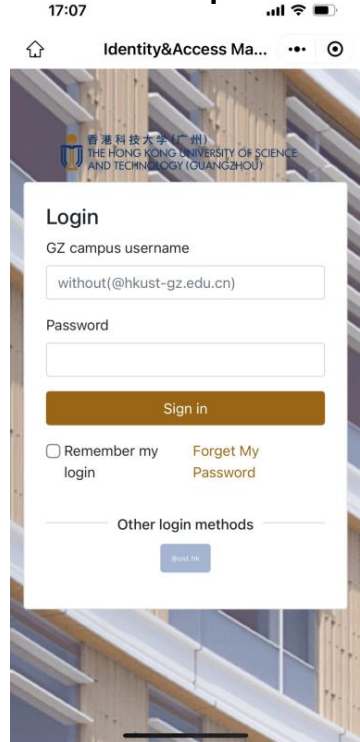 17:07
Identity&Access Ma...
香港科技大学(广州)
THE HONG KONG UNIVERSITY OF SCIENCE
AND TECHNOLOGY (GUANGZHOU)
Login
GZ campus username
without(@hkust-gz.edu.cn)
Password
Sign in
Remember my
login
Forget My
Password
Other login methods
@ust.hk